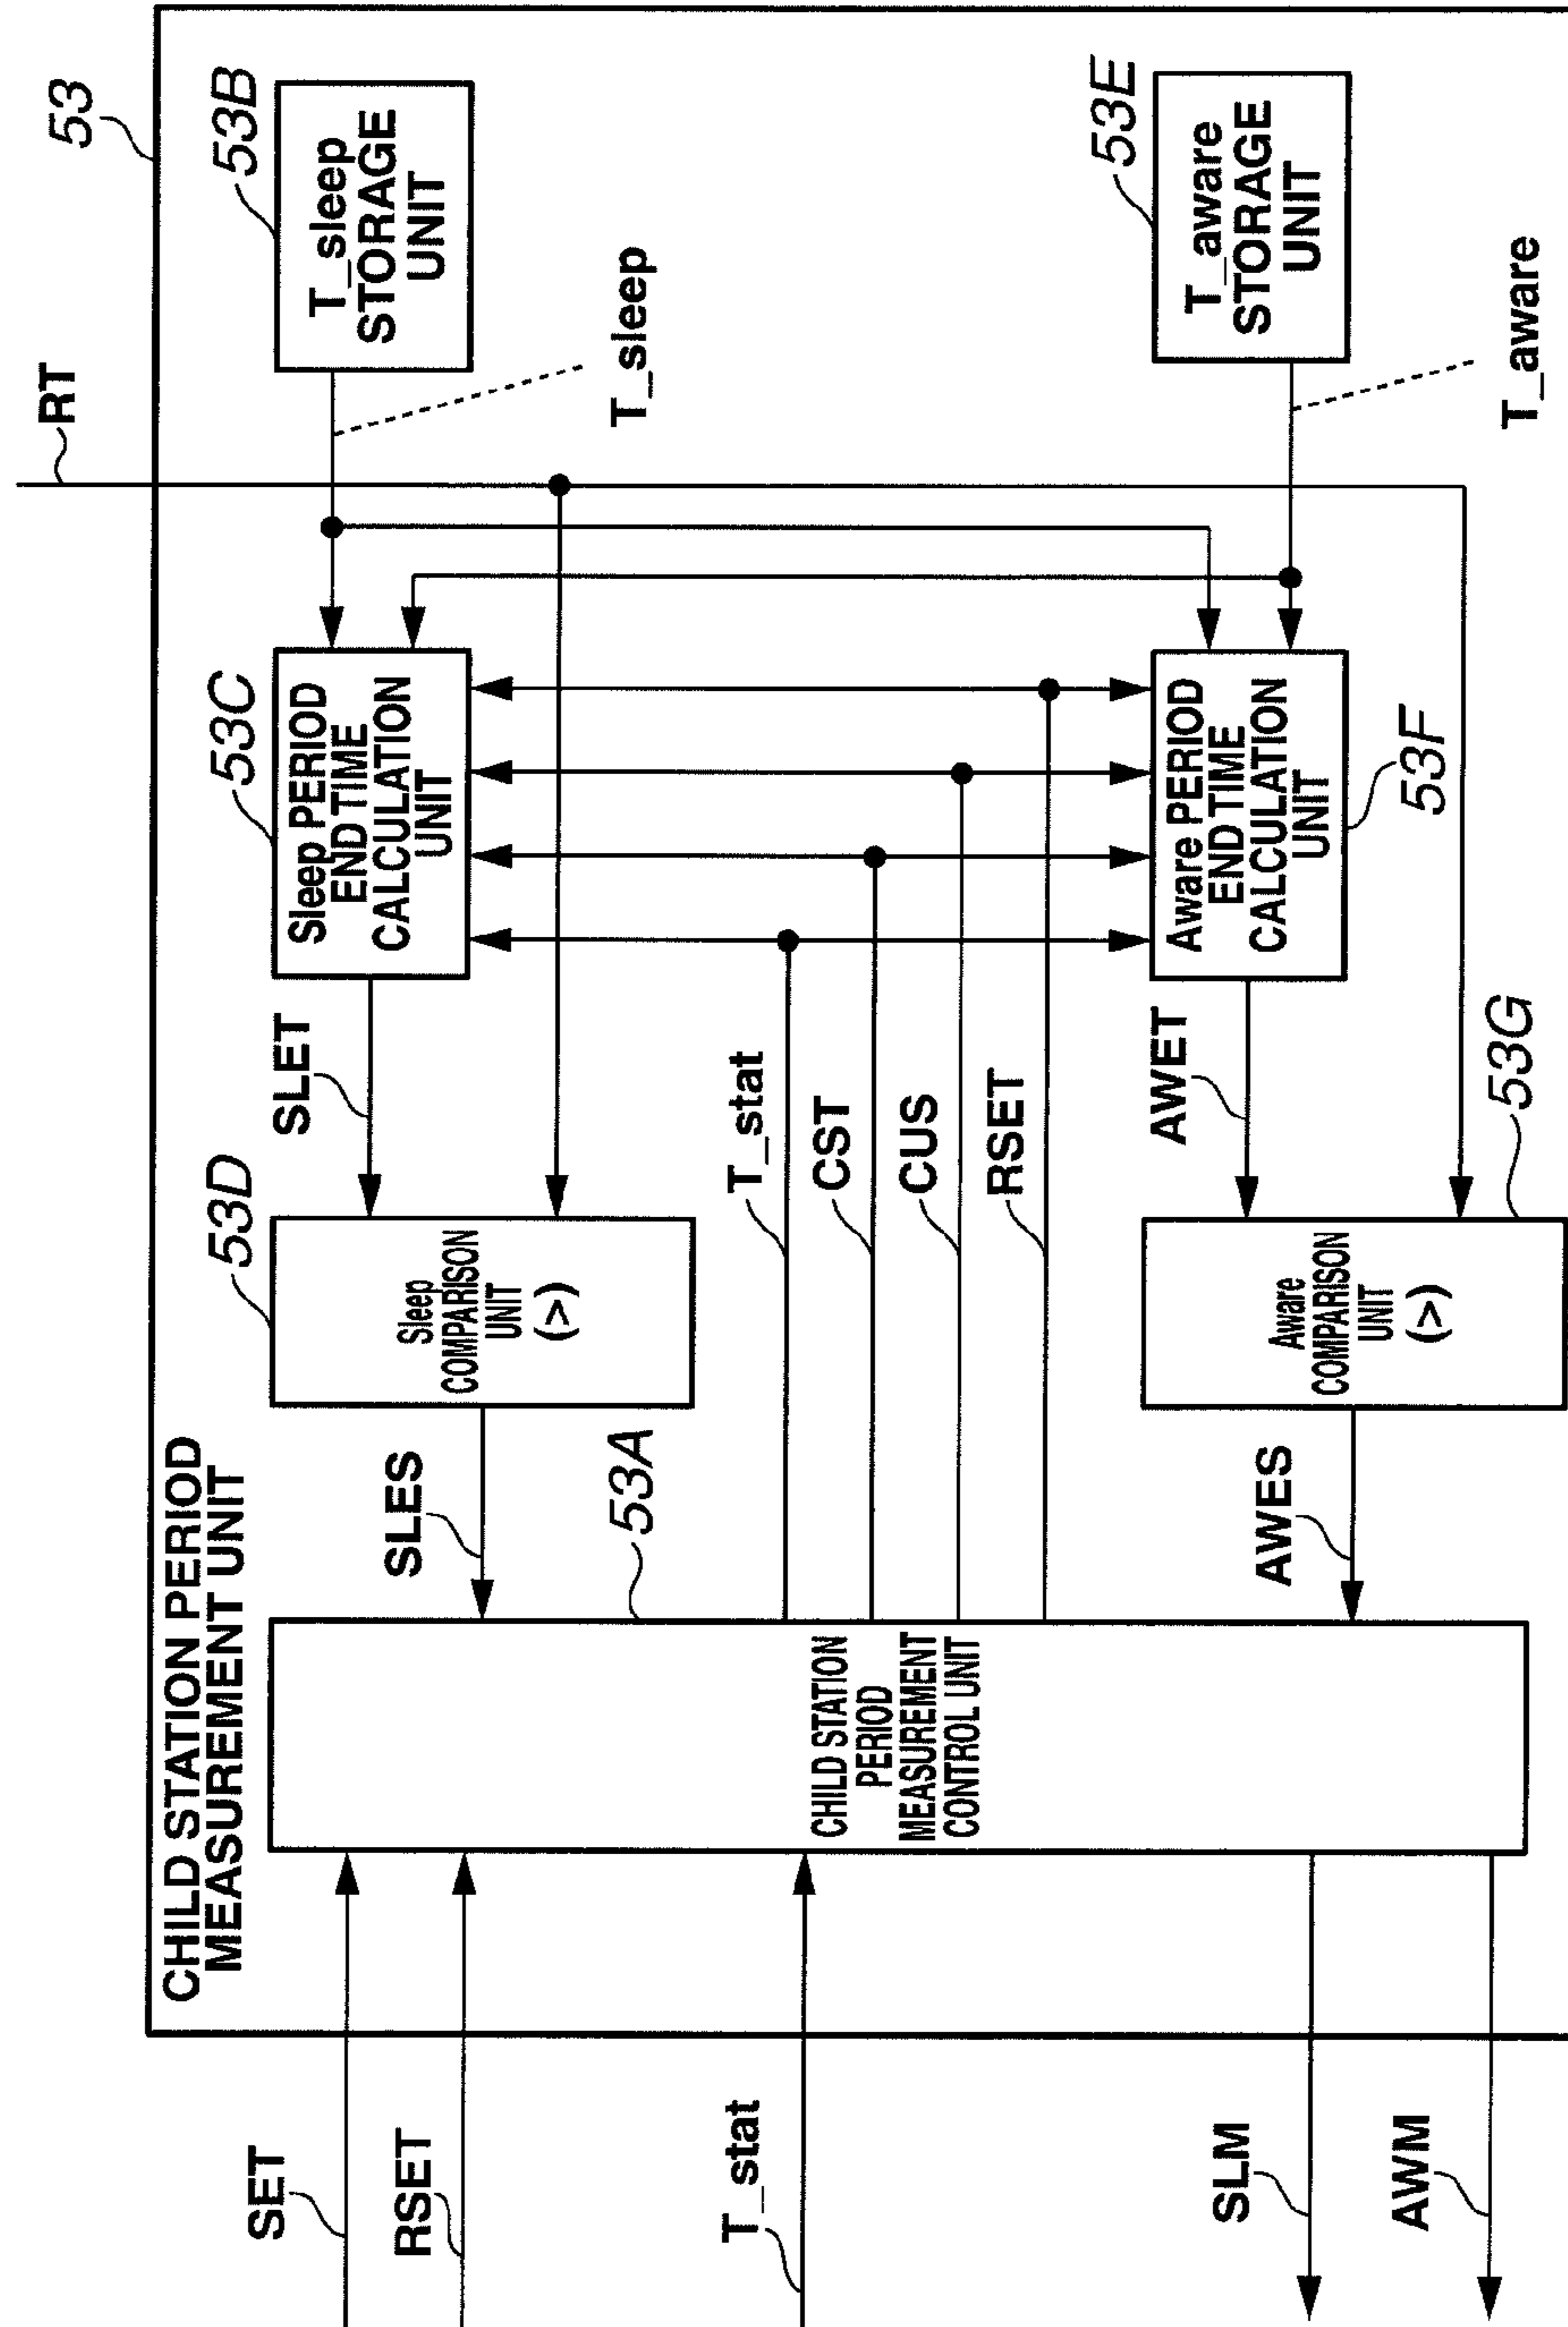 CHILD STATION PERIOD
MEASUREMENT UNIT
53
RT
SET
RSET
T_stat
SLM
AWM
CHILD STATION
PERIOD
MEASUREMENT
CONTROL UNIT
53A
SLES
AWES
53D
Sleep
COMPARISON
UNIT
(>)
SLET
53C
Sleep PERIOD
END TIME
CALCULATION
UNIT
53B
T_sleep
STORAGE
UNIT
T_sleep
T_stat
CST
CUS
RSET
Aware
COMPARISON
UNIT
(>)
53G
AWET
Aware PERIOD
END TIME
CALCULATION
UNIT
53F
53E
T_aware
STORAGE
UNIT
T_aware